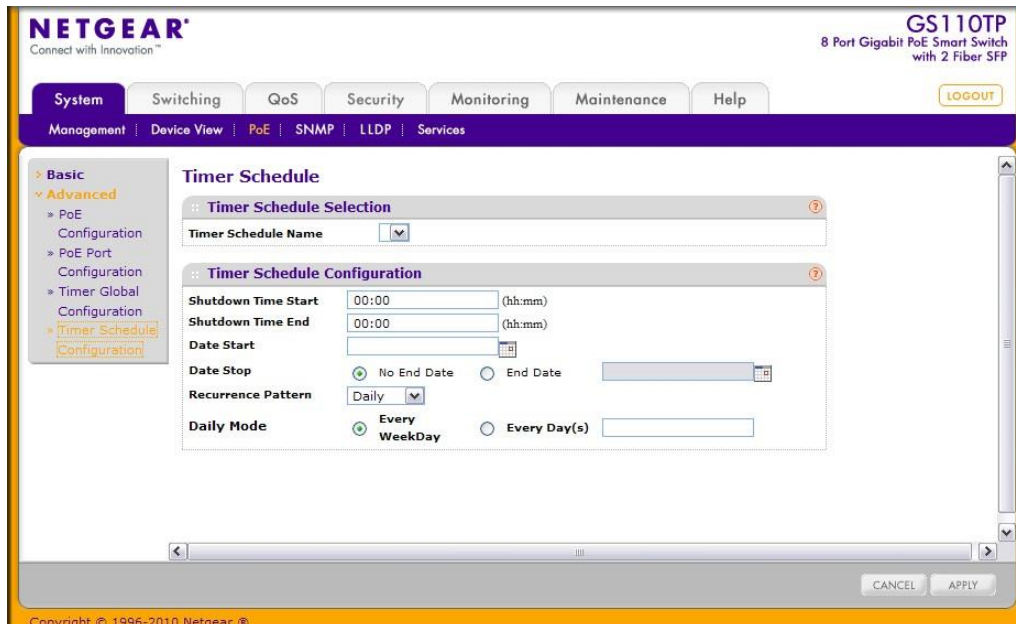 NETGEAR®
Connect with Innovation™
GS110TP
8 Port Gigabit PoE Smart Switch
with 2 Fiber SFP
System
Switching
QoS
Security
Monitoring
Maintenance
Help
LOGOUT
Management
Device View
PoE
SNMP
LLDP
Services
Basic
Advanced
» PoE
Configuration
» PoE Port
Configuration
» Timer Global
Configuration
» Timer Schedule
Configuration
Timer Schedule
:: Timer Schedule Selection ?
Timer Schedule Name
:: Timer Schedule Configuration ?
Shutdown Time Start 00:00 (hh:mm)
Shutdown Time End 00:00 (hh:mm)
Date Start
Date Stop No End Date End Date
Recurrence Pattern Daily
Daily Mode Every
WeekDay Every Day(s)
CANCEL
APPLY
Copyright © 1996-2010 Netgear ®